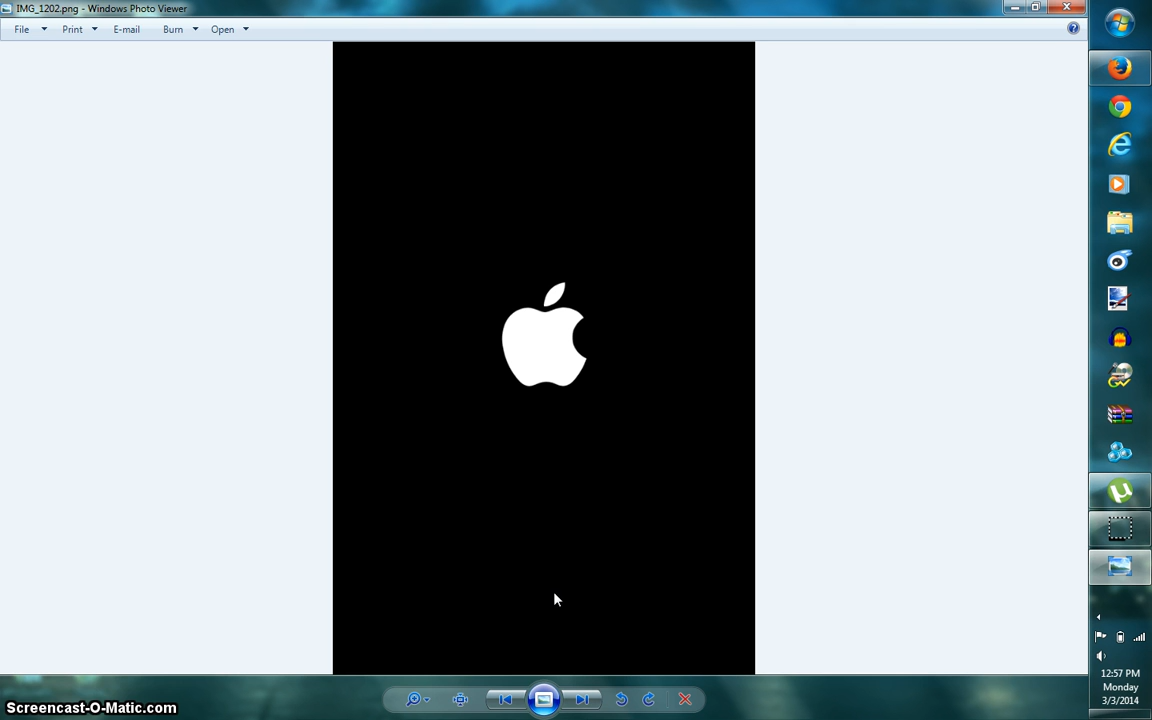 IMG_1202.png - Windows Photo Viewer
File Print E-mail Burn Open
12:57 PM
Monday
3/3/2014
Screencast-O-Matic.com